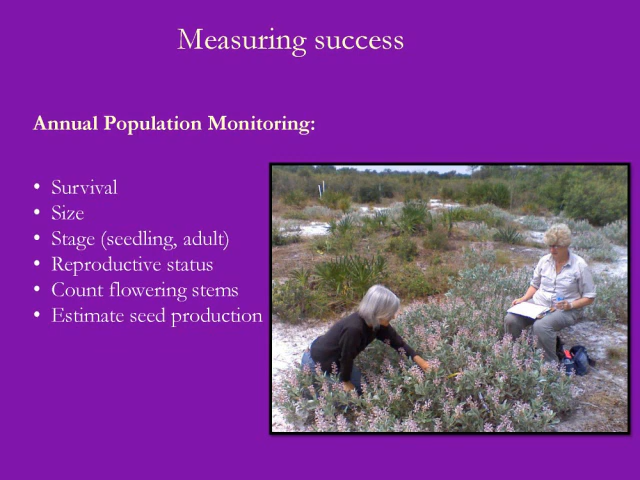 Measuring success
Annual Population Monitoring:
• Survival
• Size
• Stage (seedling, adult)
• Reproductive status
• Count flowering stems
• Estimate seed production